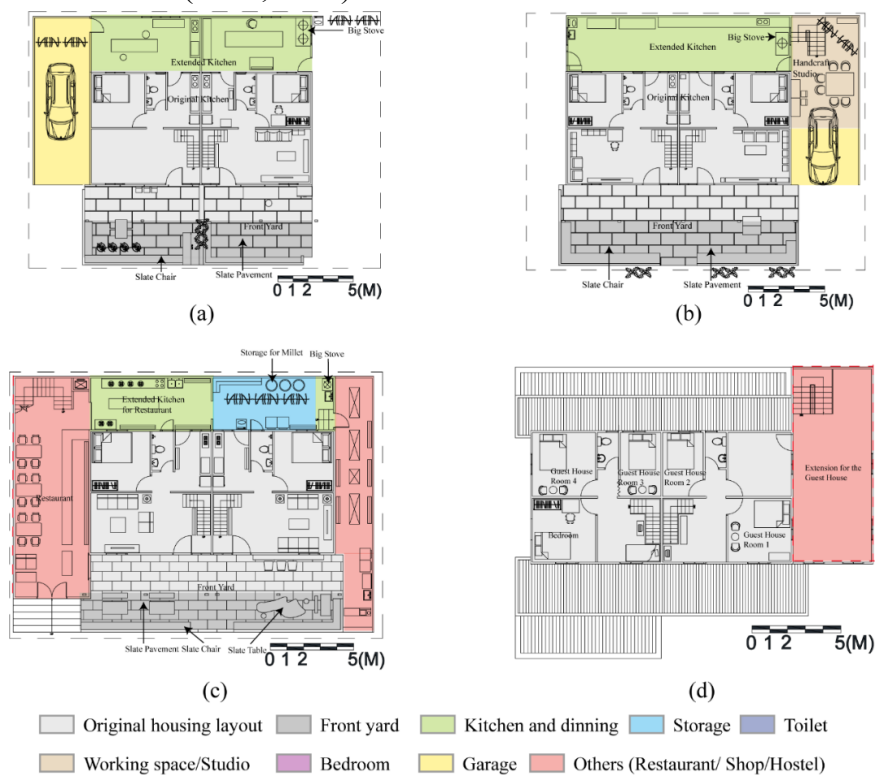 Big Stove
Extended Kitchen
Original Kitchen
Front Yard
Slate Chair
Slate Pavement
0 1 2 5(M)
(a)
Big Stove
Extended Kitchen
Handcraft
Studio
Original Kitchen
Front Yard
Slate Chair
Slate Pavement
0 1 2 5(M)
(b)
Storage for Millet
Big Stove
Extended Kitchen
for Restaurant
Restaurant
Front Yard
Slate Pavement
Slate Chair
Slate Table
0 1 2 5(M)
(c)
Guest House
Room 4
Guest House
Room 3
Guest House
Room 2
Extension for the
Guest House
Bedroom
Guest House
Room 1
0 1 2 5(M)
(d)
Original housing layout
Front yard
Kitchen and dinning
Storage
Toilet
Working space/Studio
Bedroom
Garage
Others (Restaurant/ Shop/Hostel)